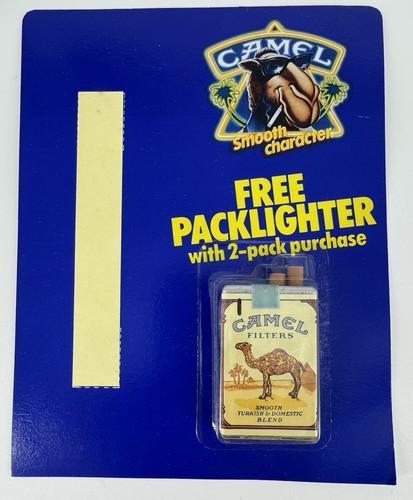 CAMEL
Smooth
character
FREE
PACKLIGHTER
with 2-pack purchase
CAMEL
FILTERS
SMOOTH
TURKISH & DOMESTIC
BLEND